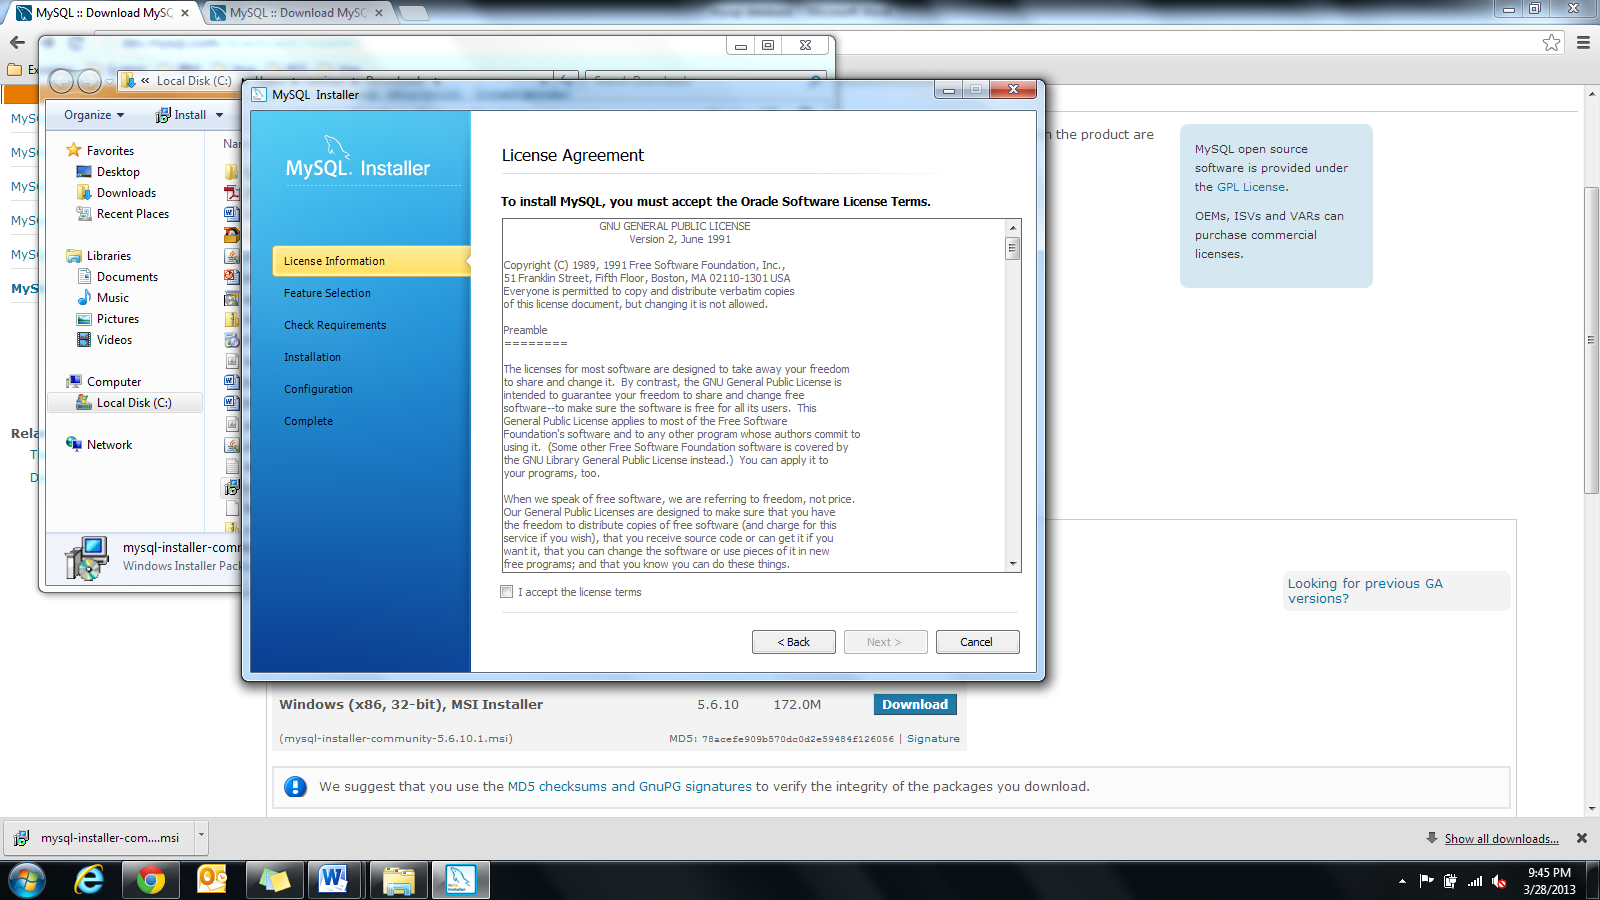 MySQL :: Download MySQ
MySQL :: Download MySQ
Local Disk (C:)
Organize
Install
Favorites
Desktop
Downloads
Recent Places
Libraries
Documents
Music
Pictures
Videos
Computer
Local Disk (C:)
Network
mysql-installer-com
Windows Installer Pac
MySQL Installer
MySQL Installer
License Information
Feature Selection
Check Requirements
Installation
Configuration
Complete
License Agreement
To install MySQL, you must accept the Oracle Software License Terms.
GNU GENERAL PUBLIC LICENSE
Version 2, June 1991
Copyright (C) 1989, 1991 Free Software Foundation, Inc.,
51 Franklin Street, Fifth Floor, Boston, MA 02110-1301 USA
Everyone is permitted to copy and distribute verbatim copies
of this license document, but changing it is not allowed.
Preamble
========
The licenses for most software are designed to take away your freedom
to share and change it.  By contrast, the GNU General Public License is
intended to guarantee your freedom to share and change free
software--to make sure the software is free for all its users.  This
General Public License applies to most of the Free Software
Foundation's software and to any other program whose authors commit to
using it.  (Some other Free Software Foundation software is covered by
the GNU Library General Public License instead.)  You can apply it to
your programs, too.
When we speak of free software, we are referring to freedom, not price.
Our General Public Licenses are designed to make sure that you have
the freedom to distribute copies of free software (and charge for this
service if you wish), that you receive source code or can get it if you
want it, that you can change the software or use pieces of it in new
free programs; and that you know you can do these things.
I accept the license terms
< Back
Next >
Cancel
n the product are
MySQL open source
software is provided under
the GPL License.
OEMs, ISVs and VARs can
purchase commercial
licenses.
Looking for previous GA
versions?
Windows (x86, 32-bit), MSI Installer
5.6.10
172.0M
Download
(mysql-installer-community-5.6.10.1.msi)
MD5: 78acefe909b570dc0d2e59484f126056 | Signature
We suggest that you use the MD5 checksums and GnuPG signatures to verify the integrity of the packages you download.
mysql-installer-com....msi
Show all downloads...
9:45 PM
3/28/2013